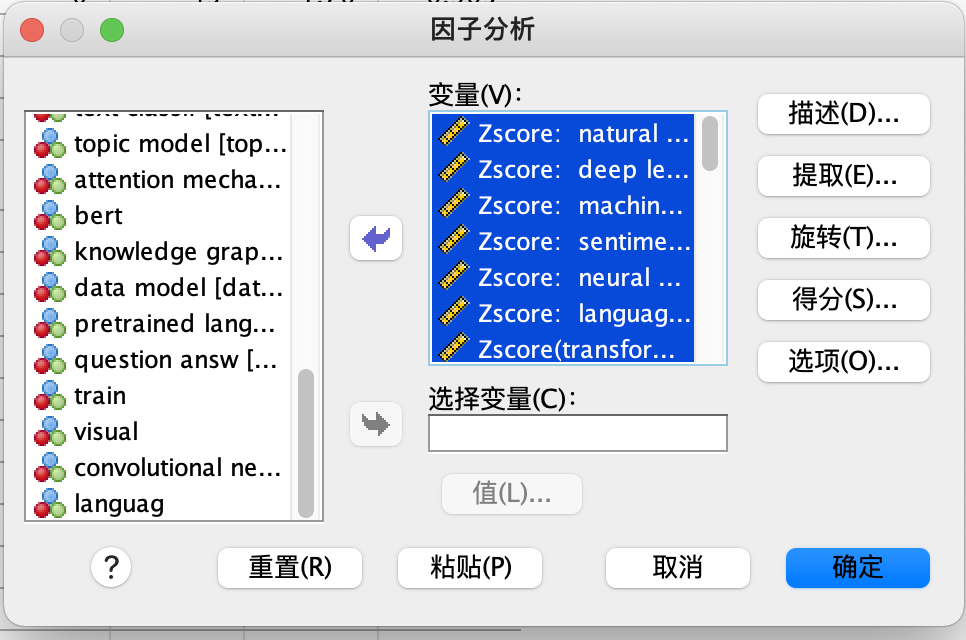 因子分析
topic model [top...
attention mecha...
bert
knowledge grap...
data model [dat...
pretrained lang...
question answ [...
train
visual
convolutional ne...
languag
变量(V):
Zscore: natural ...
Zscore: deep le...
Zscore: machin...
Zscore: sentime...
Zscore: neural ...
Zscore: languag...
Zscore(transfor...
选择变量(C):
值(L)...
描述(D)...
提取(E)...
旋转(T)...
得分(S)...
选项(O)...
?
重置(R)
粘贴(P)
取消
确定